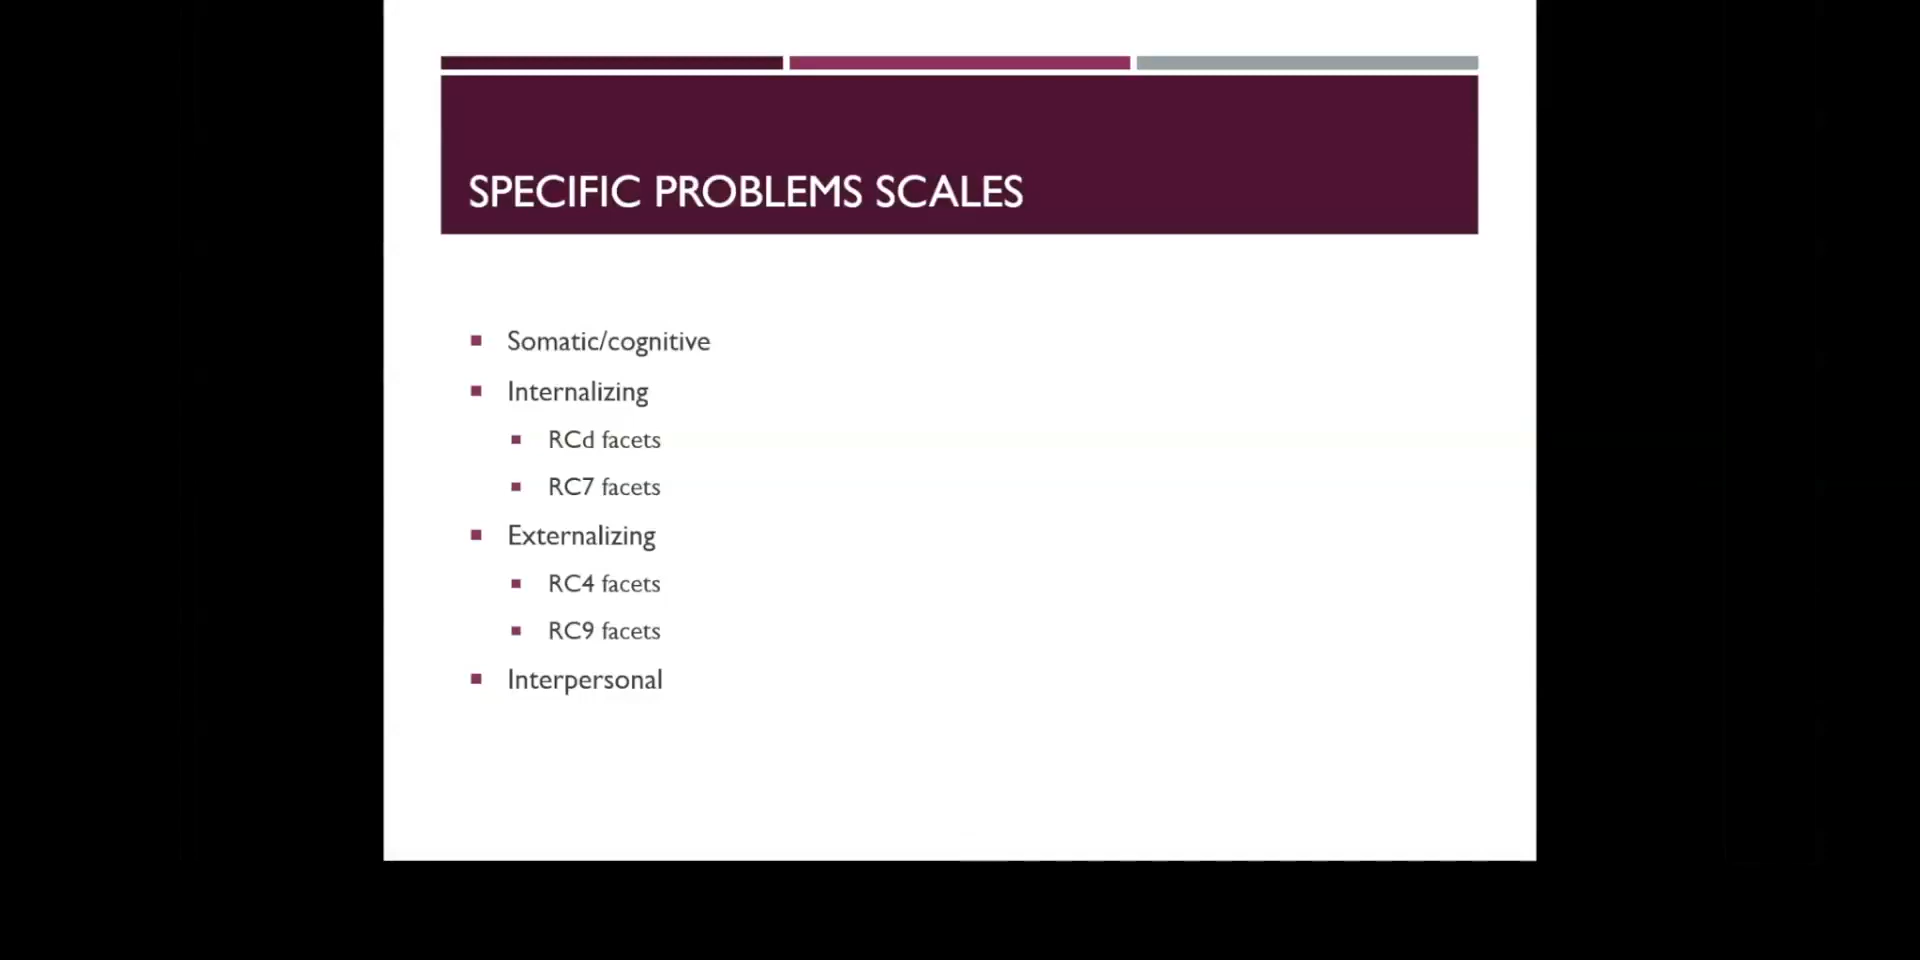 SPECIFIC PROBLEMS SCALES
Somatic/cognitive
Internalizing
RCd facets
RC7 facets
Externalizing
RC4 facets
RC9 facets
Interpersonal